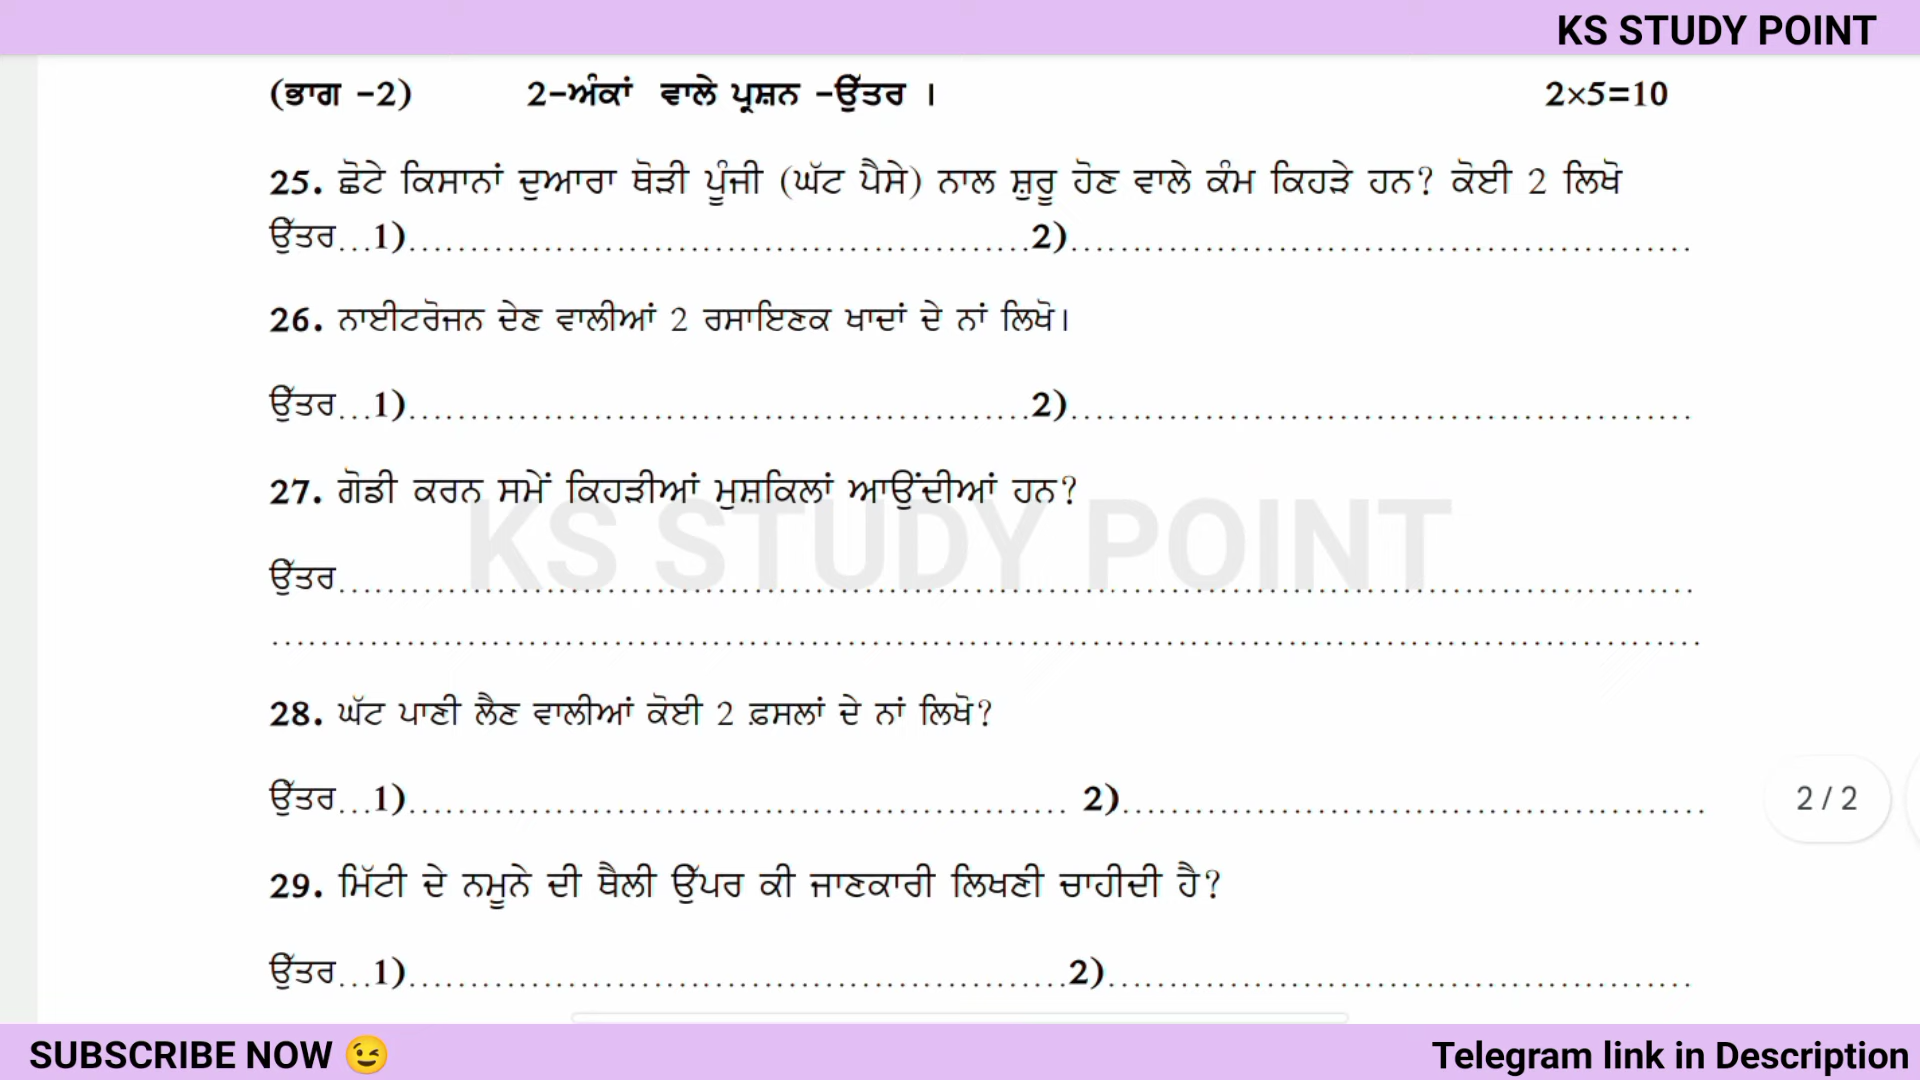 KS STUDY POINT
(ਭਾਗ -2) 2-ਅੰਕਾਂ ਵਾਲੇ ਪ੍ਰਸ਼ਨ -ਉੱਤਰ । 2×5=10
25. ਛੋਟੇ ਕਿਸਾਨਾਂ ਦੁਆਰਾ ਥੋੜੀ ਪੂੰਜੀ (ਘੱਟ ਪੈਸੇ) ਨਾਲ ਸ਼ੁਰੂ ਹੋਣ ਵਾਲੇ ਕੰਮ ਕਿਹੜੇ ਹਨ? ਕੋਈ 2 ਲਿਖੋ
ਉੱਤਰ...1)..................................................2)..................................................
26. ਨਾਈਟਰੋਜਨ ਦੇਣ ਵਾਲੀਆਂ 2 ਰਸਾਇਣਕ ਖਾਦਾਂ ਦੇ ਨਾਂ ਲਿਖੋ।
ਉੱਤਰ...1)..................................................2)..................................................
27. ਗੋਡੀ ਕਰਨ ਸਮੇਂ ਕਿਹੜੀਆਂ ਮੁਸ਼ਕਿਲਾਂ ਆਉਂਦੀਆਂ ਹਨ?
KS STUDY POINT
ਉੱਤਰ..............................................................................................................
....................................................................................................................
28. ਘੱਟ ਪਾਣੀ ਲੈਣ ਵਾਲੀਆਂ ਕੋਈ 2 ਫ਼ਸਲਾਂ ਦੇ ਨਾਂ ਲਿਖੋ?
ਉੱਤਰ...1)..................................................... 2)...............................................
2 / 2
29. ਮਿੱਟੀ ਦੇ ਨਮੂਨੇ ਦੀ ਥੈਲੀ ਉੱਪਰ ਕੀ ਜਾਣਕਾਰੀ ਲਿਖਣੀ ਚਾਹੀਦੀ ਹੈ?
ਉੱਤਰ...1).....................................................2)...............................................
SUBSCRIBE NOW 😉 Telegram link in Description